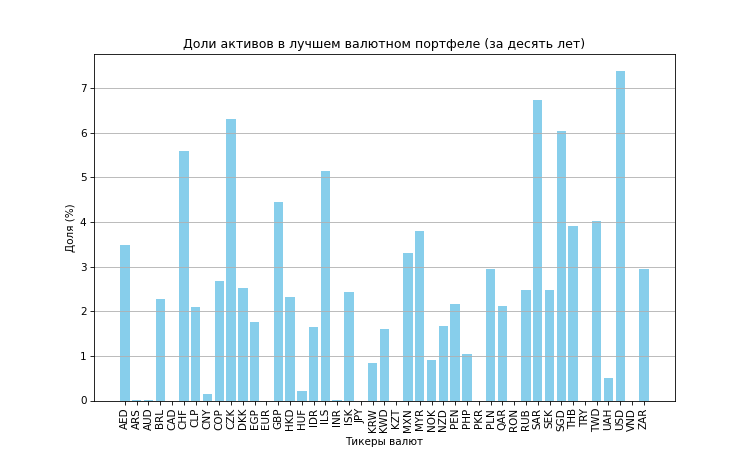 Доли активов в лучшем валютном портфеле (за десять лет)
7
6
5
4
3
2
1
0
Доля (%)
AED ARS AUD BRL CAD CHF CLP CNY COP CZK DKK EGP EUR GBP HKD HUF IDR ILS INR ISK JPY KRW KWD KZT MXN MYR NOK NZD PEN PHP PKR PLN QAR RON RUB SAR SEK SGD THB TRY TWD UAH USD VND ZAR
Тикеры валют